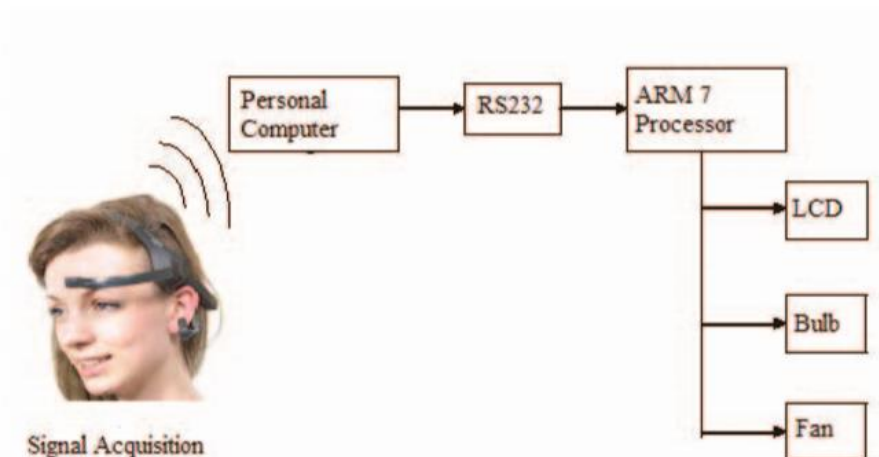 Personal
Computer
RS232
ARM 7
Processor
LCD
Bulb
Fan
Signal Acquisition